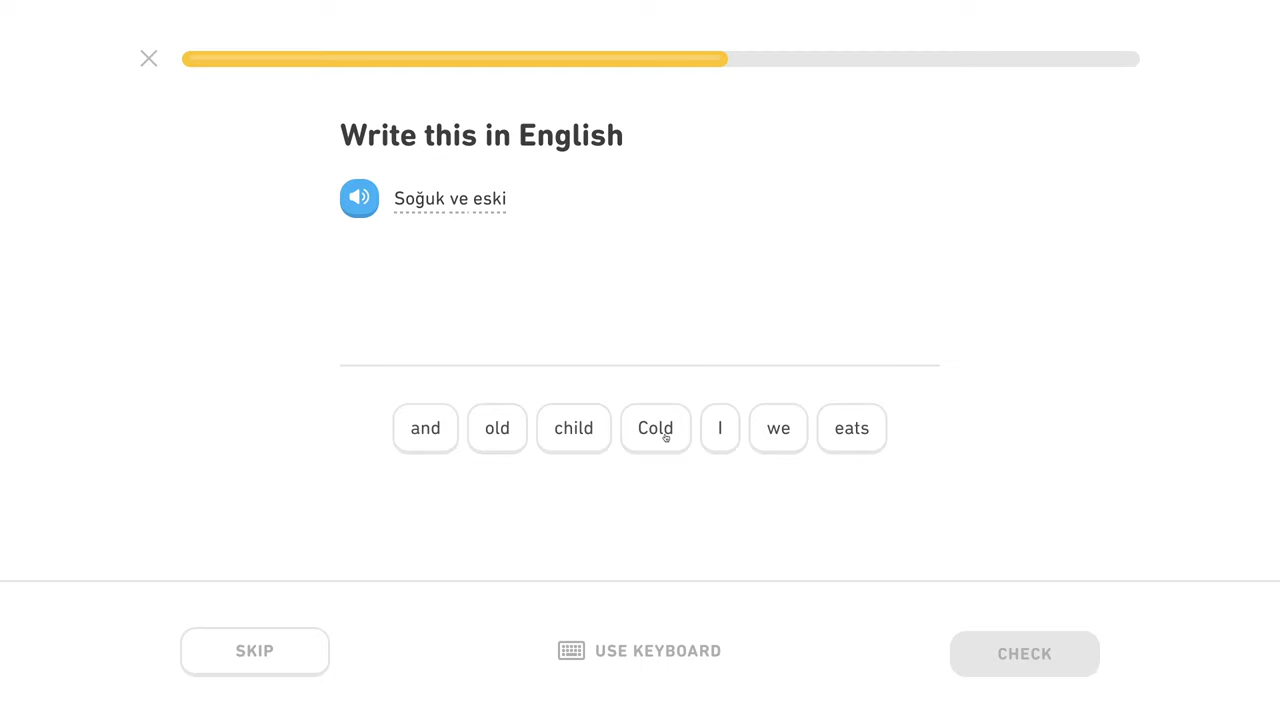 Write this in English
Soğuk ve eski
and old child Cold I we eats
SKIP USE KEYBOARD CHECK